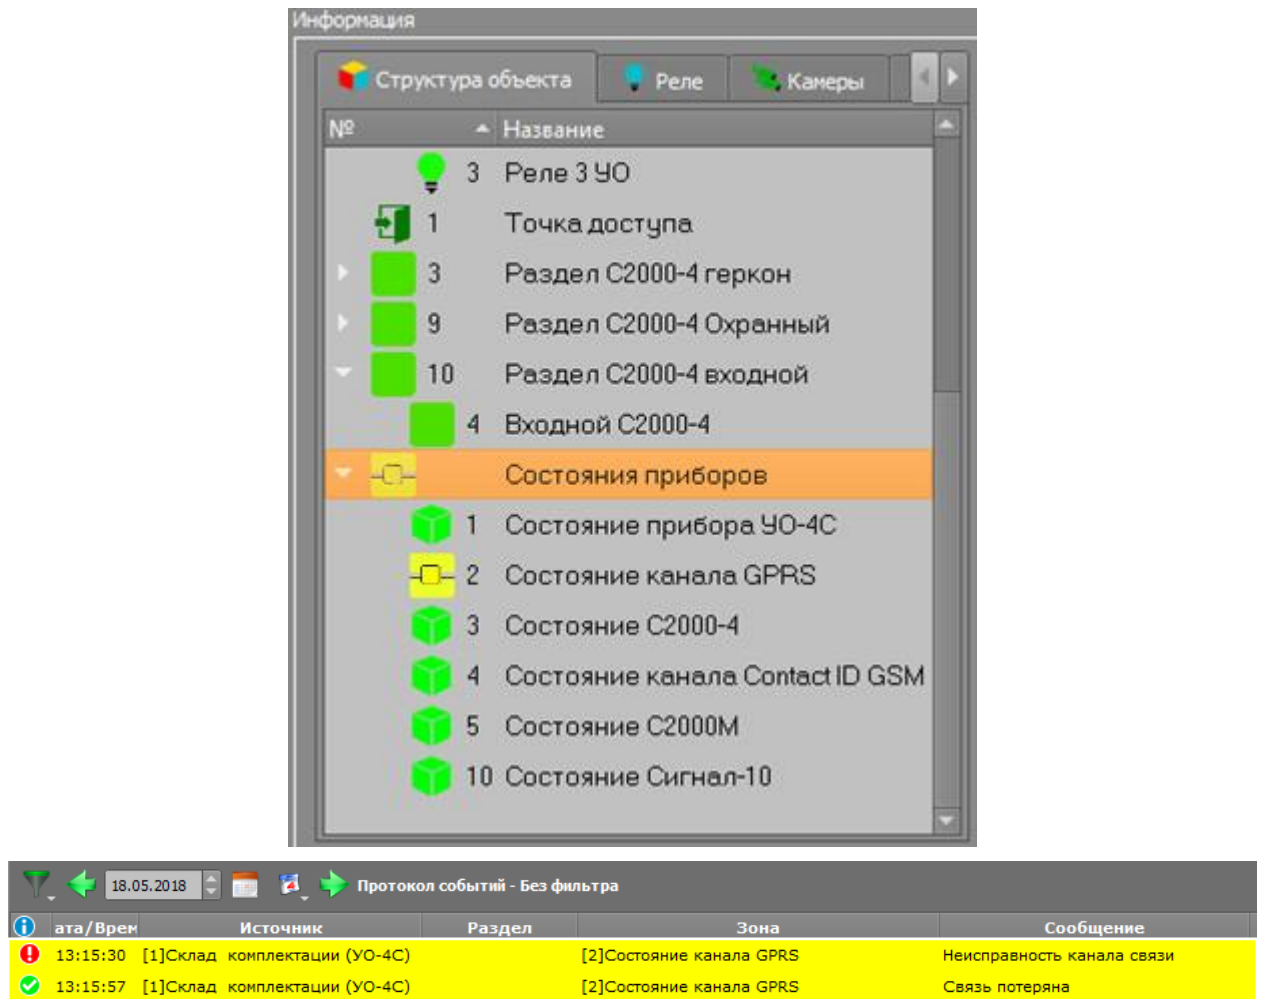 Информация
Структура объекта Реле Камеры
№ Название
3 Реле 3 УО
1 Точка доступа
3 Раздел С2000-4 геркон
9 Раздел С2000-4 Охранный
10 Раздел С2000-4 входной
4 Входной С2000-4
Состояния приборов
1 Состояние прибора УО-4С
2 Состояние канала GPRS
3 Состояние С2000-4
4 Состояние канала Contact ID GSM
5 Состояние С2000М
10 Состояние Сигнал-10
18.05.2018 4 Протокол событий - Без фильтра
ата/Врем Источник Раздел Зона Сообщение
13:15:30 [1]Склад комплектации (УО-4С) [2]Состояние канала GPRS Неисправность канала связи
13:15:57 [1]Склад комплектации (УО-4С) [2]Состояние канала GPRS Связь потеряна